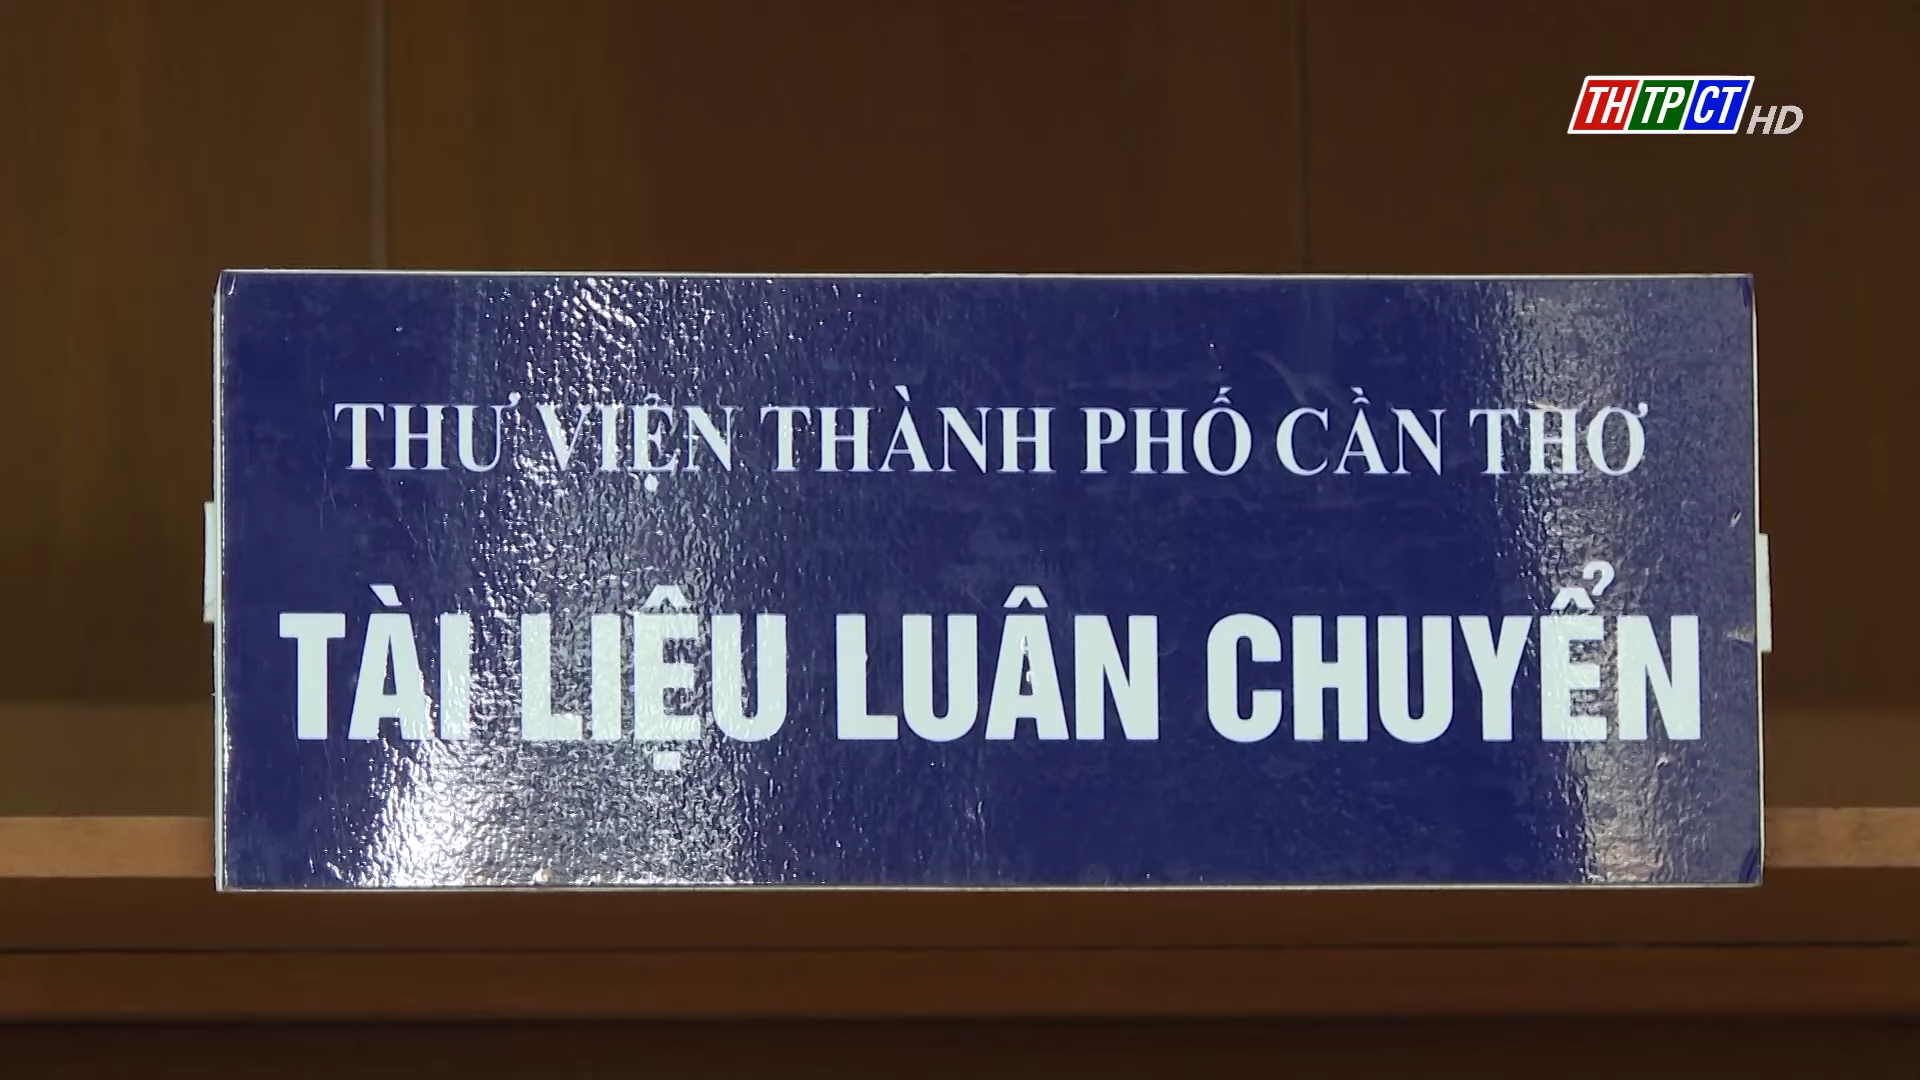 THTPCT HD
THƯ VIỆN THÀNH PHỐ CẦN THƠ
TÀI LIỆU LUÂN CHUYỂN